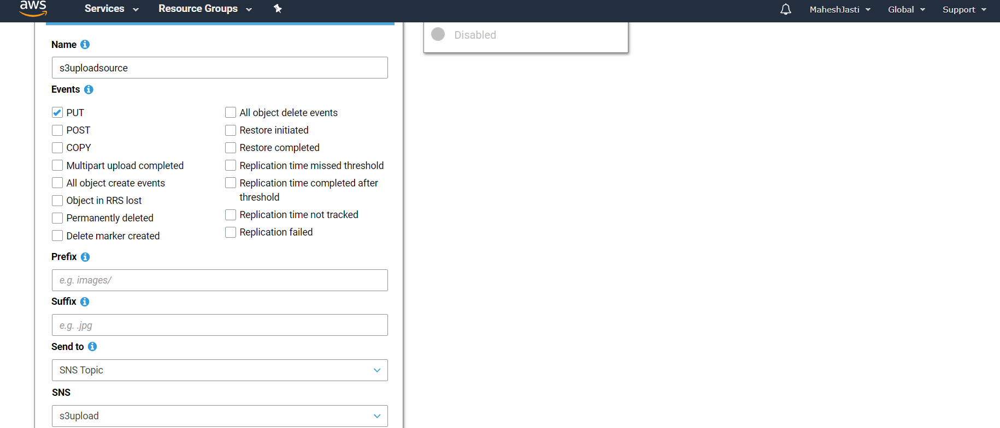 aws Services Resource Groups MaheshJasti Global Support
Disabled
Name
s3uploadsource
Events
PUT
POST
COPY
Multipart upload completed
All object create events
Object in RRS lost
Permanently deleted
Delete marker created
All object delete events
Restore initiated
Restore completed
Replication time missed threshold
Replication time completed after
threshold
Replication time not tracked
Replication failed
Prefix
e.g. images/
Suffix
e.g. .jpg
Send to
SNS Topic
SNS
s3upload